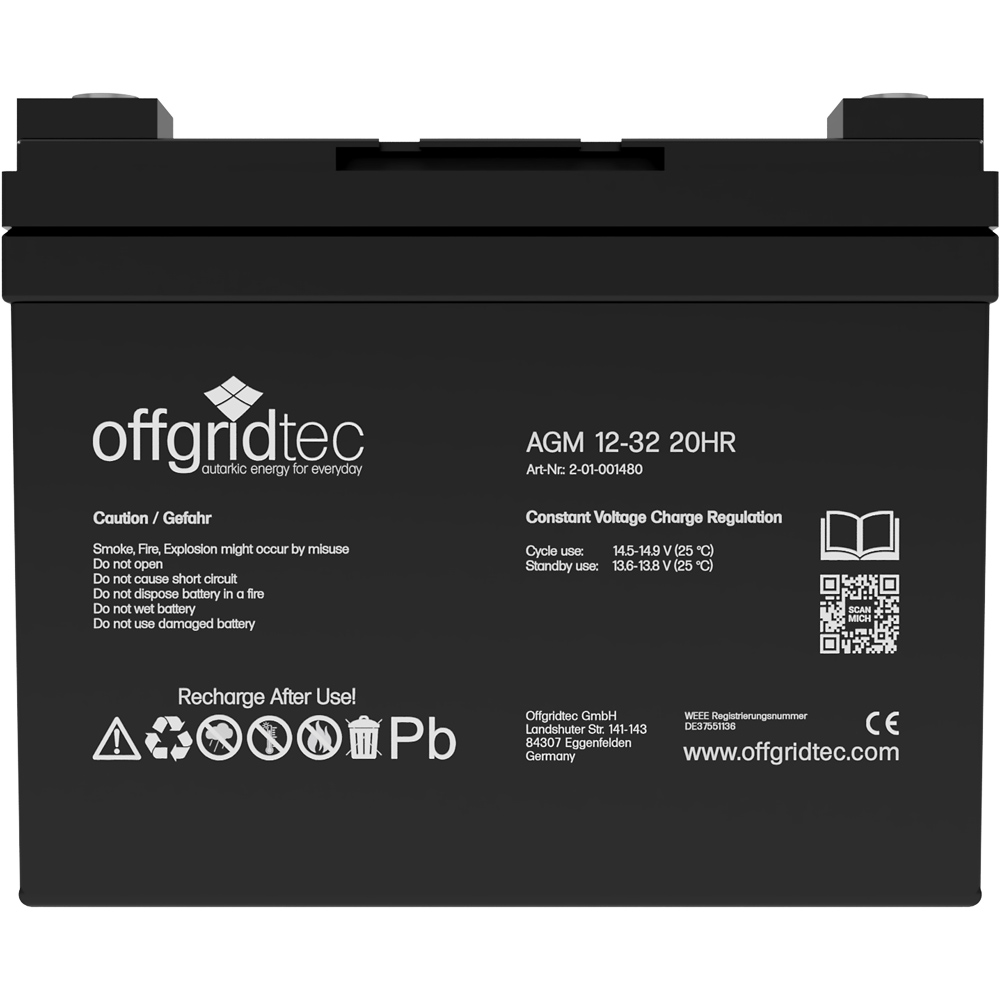 offgridtec
autarkic energy for everyday
AGM 12-32 20HR
Art-Nr.: 2-01-001480
Caution / Gefahr
Smoke, Fire, Explosion might occur by misuse
Do not open
Do not cause short circuit
Do not dispose battery in a fire
Do not wet battery
Do not use damaged battery
Constant Voltage Charge Regulation
Cycle use: 14.5-14.9 V (25 °C)
Standby use: 13.6-13.8 V (25 °C)
SCAN
MICH
Recharge After Use!
Pb
Offgridtec GmbH
Landshuter Str. 141-143
84307 Eggenfelden
Germany
WEEE Registrierungsnummer
DE37551136
CE
www.offgridtec.com